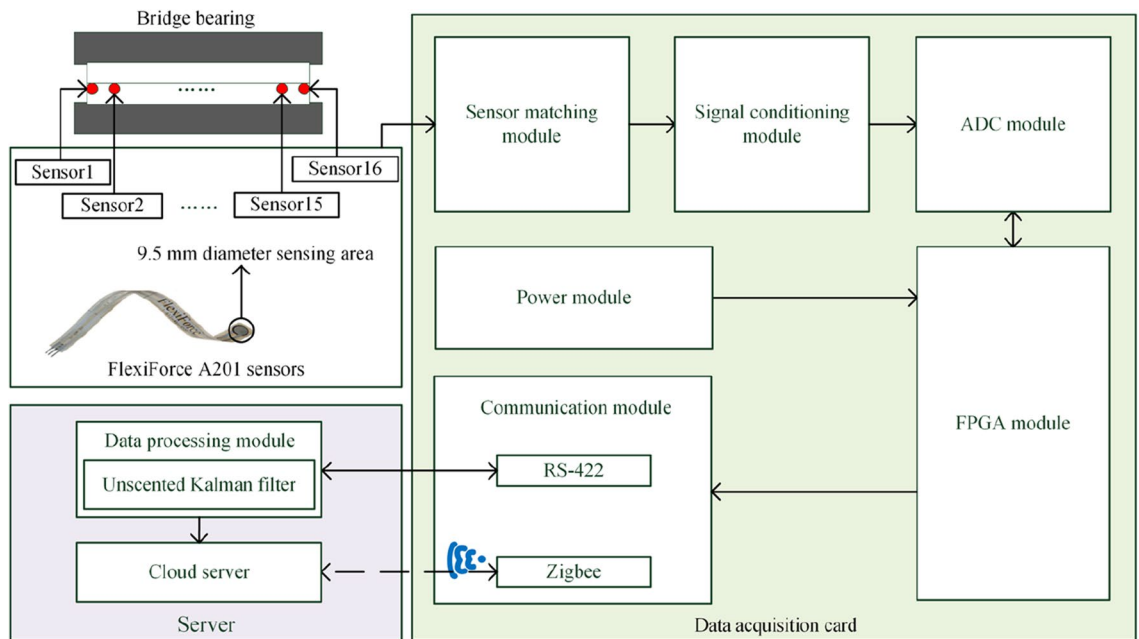 Bridge bearing
......
Sensor1
Sensor16
Sensor2
......
Sensor15
9.5 mm diameter sensing area
FlexiForce
FlexiForce A201 sensors
Sensor matching
module
Signal conditioning
module
ADC module
Power module
FPGA module
Communication module
RS-422
Zigbee
Data acquisition card
Data processing module
Unscented Kalman filter
Cloud server
Server